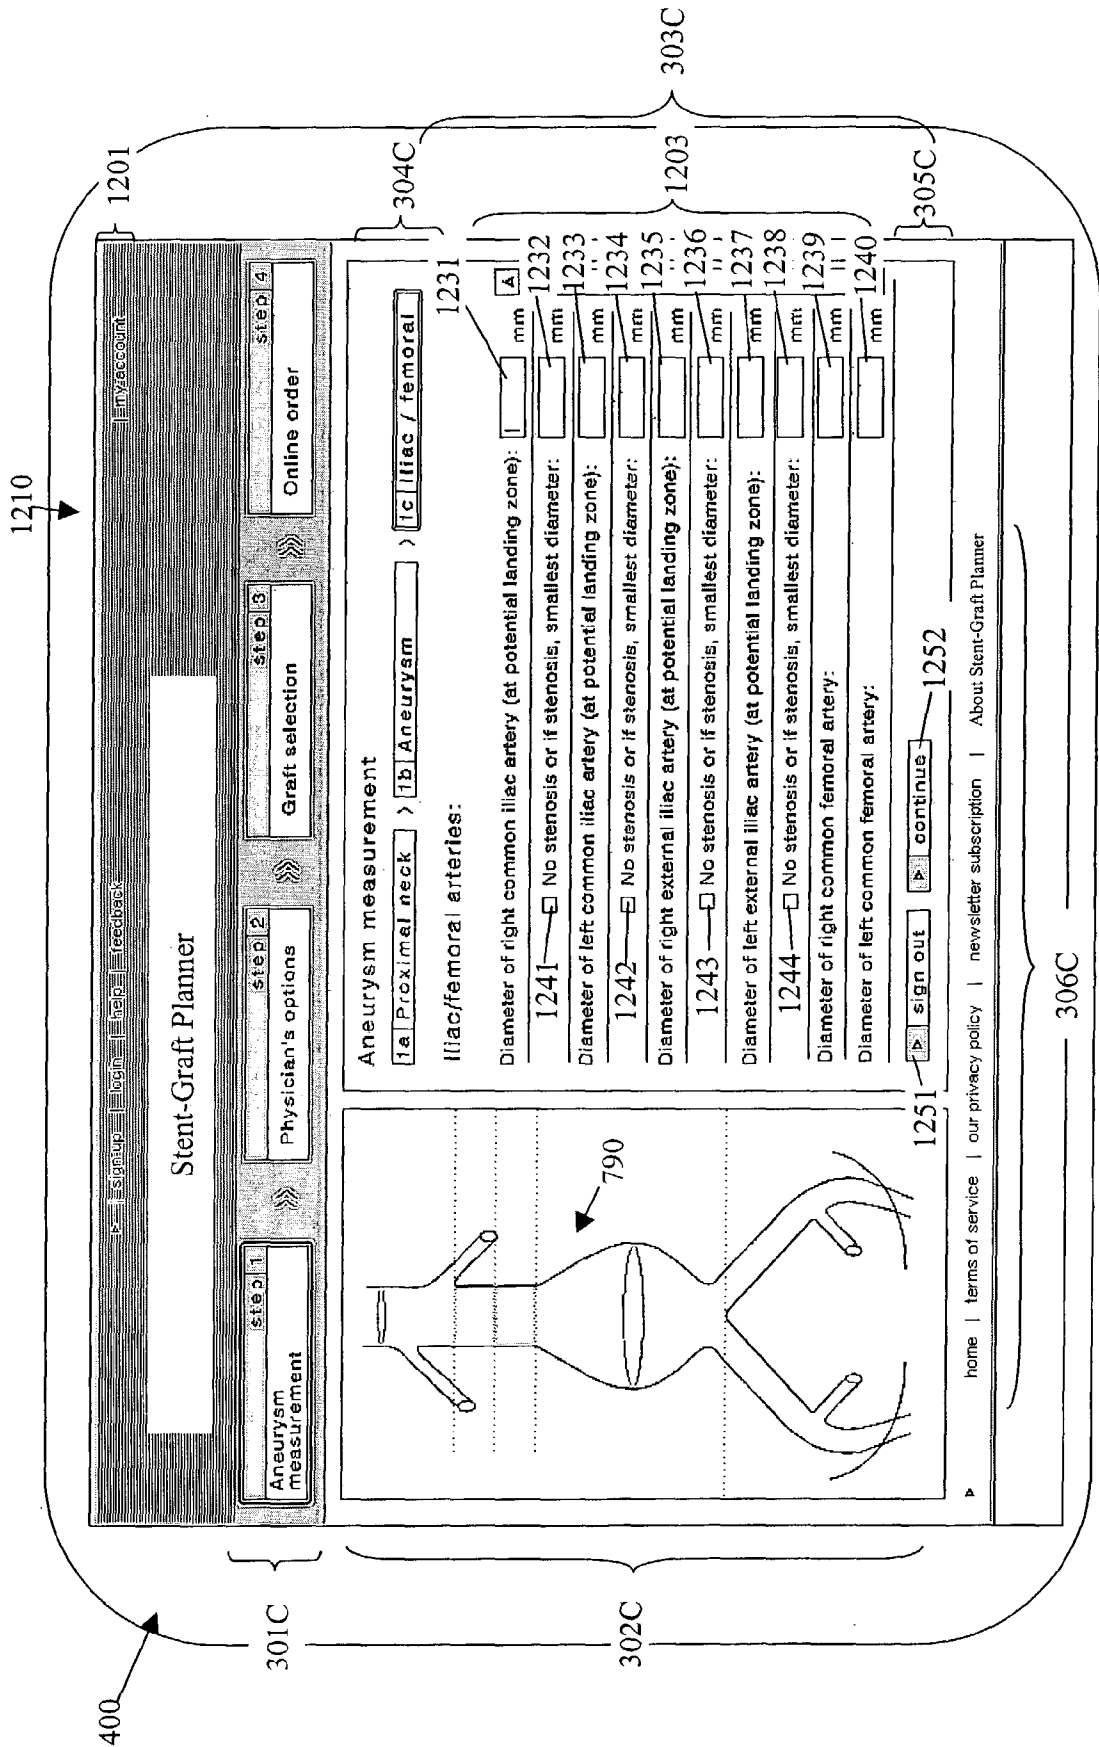 400
1210
1201
▷ | sign-up | login | help | feedback
| my account
Stent-Graft Planner
301C
step 1
Aneurysm
measurement
step 2
Physician's options
step 3
Graft selection
step 4
Online order
302C
790
304C
Aneurysm measurement
1a Proximal neck > 1b Aneurysm > 1c Iliac / femoral
Iliac/femoral arteries:
1231
303C
1203
Diameter of right common iliac artery (at potential landing zone): mm
1241 No stenosis or if stenosis, smallest diameter: mm 1232
Diameter of left common iliac artery (at potential landing zone): mm 1233
1242 No stenosis or if stenosis, smallest diameter: mm 1234
Diameter of right external iliac artery (at potential landing zone): mm 1235
1243 No stenosis or if stenosis, smallest diameter: mm 1236
Diameter of left external iliac artery (at potential landing zone): mm 1237
1244 No stenosis or if stenosis, smallest diameter: mm 1238
Diameter of right common femoral artery: mm 1239
Diameter of left common femoral artery: mm 1240
305C
1251 sign out continue 1252
home | terms of service | our privacy policy | newsletter subscription | About Stent-Graft Planner
306C